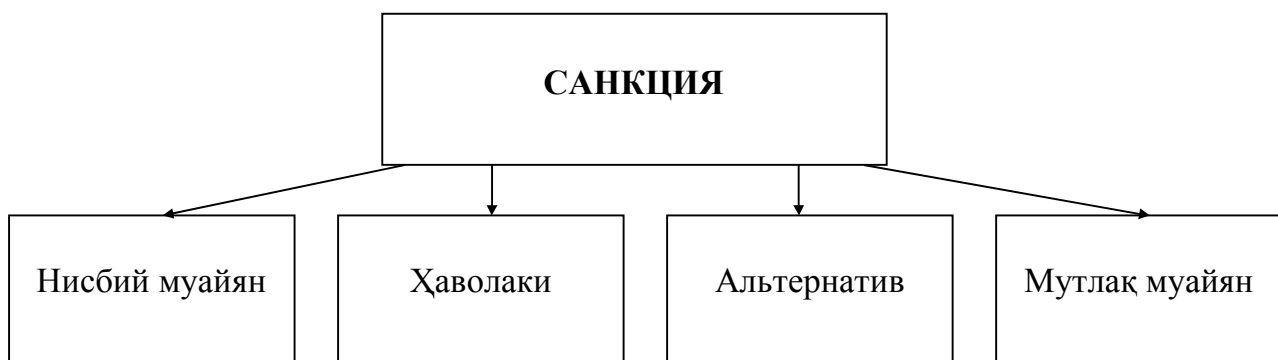 САНКЦИЯ
Нисбий муайян
Ҳаволаки
Альтернатив
Мутлақ муайян